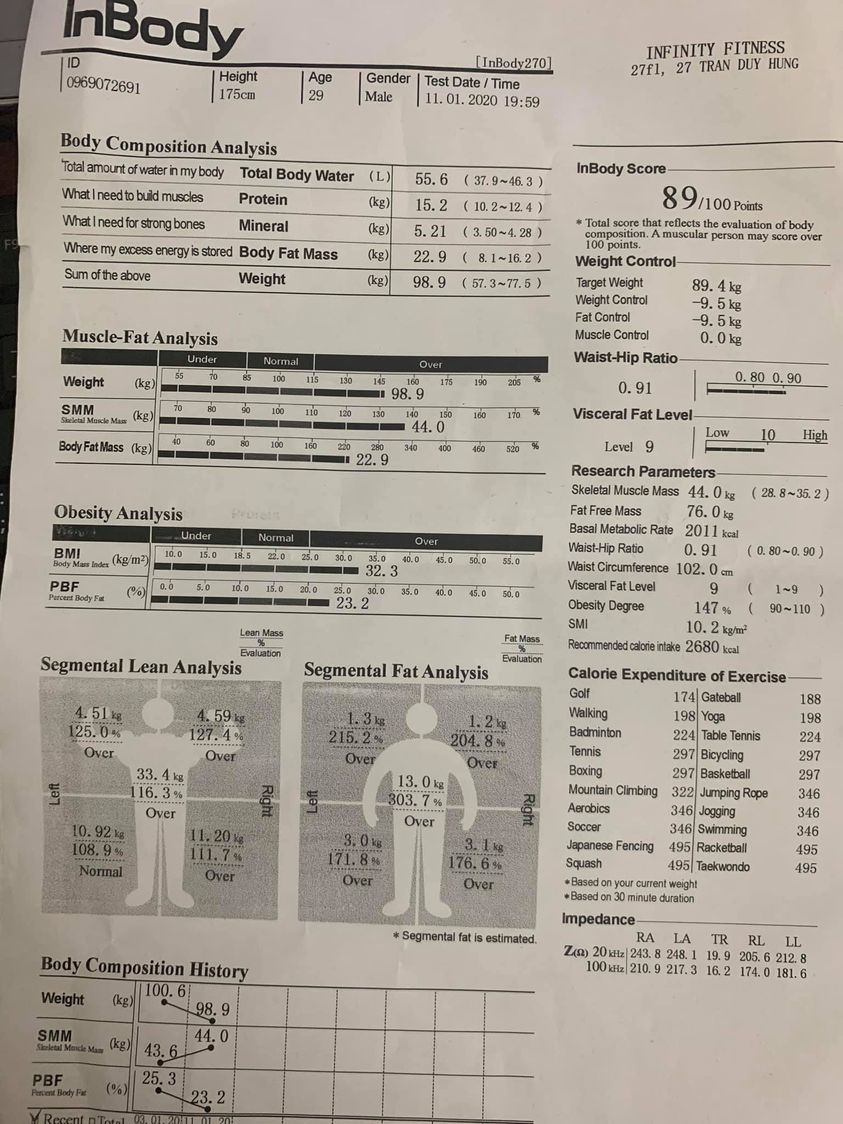 InBody
[InBody270]
ID
0969072691
Height
175cm
Age
29
Gender
Male
Test Date / Time
11. 01. 2020 19:59
INFINITY FITNESS
27f1, 27 TRAN DUY HUNG
Body Composition Analysis
Total amount of water in my body Total Body Water (L) 55. 6 ( 37. 9~46. 3 )
What I need to build muscles Protein (kg) 15. 2 ( 10. 2~12. 4 )
What I need for strong bones Mineral (kg) 5. 21 ( 3. 50~4. 28 )
Where my excess energy is stored Body Fat Mass (kg) 22. 9 ( 8. 1~16. 2 )
Sum of the above Weight (kg) 98. 9 ( 57. 3~77. 5 )
Muscle-Fat Analysis
Under Normal Over
Weight (kg) 55 70 85 100 115 130 145 160 175 190 205 %
98. 9
SMM (kg) 70 80 90 100 110 120 130 140 150 160 170 %
Skeletal Muscle Mass 44. 0
Body Fat Mass (kg) 40 60 80 100 160 220 280 340 400 460 520 %
22. 9
Obesity Analysis
Under Normal Over
BMI (kg/m²) 10. 0 15. 0 18. 5 22. 0 25. 0 30. 0 35. 0 40. 0 45. 0 50. 0 55. 0
Body Mass Index 32. 3
PBF (%) 0. 0 5. 0 10. 0 15. 0 20. 0 25. 0 30. 0 35. 0 40. 0 45. 0 50. 0
Percent Body Fat 23. 2
Segmental Lean Analysis
Lean Mass
%
Evaluation
4. 51 kg
125. 0 %
Over
4. 59 kg
127. 4 %
Over
33. 4 kg
116. 3 %
Over
Left
Right
10. 92 kg
108. 9 %
Normal
11. 20 kg
111. 7 %
Over
Segmental Fat Analysis
Fat Mass
%
Evaluation
1. 3 kg
215. 2 %
Over
1. 2 kg
204. 8 %
Over
13. 0 kg
303. 7 %
Over
Left
Right
3. 0 kg
171. 8 %
Over
3. 1 kg
176. 6 %
Over
* Segmental fat is estimated.
Body Composition History
Weight (kg) 100. 6 98. 9
SMM (kg) 43. 6 44. 0
Skeletal Muscle Mass
PBF (%) 25. 3 23. 2
Percent Body Fat
Recent Total 03. 01. 20 11. 01. 20
InBody Score
89/100 Points
* Total score that reflects the evaluation of body
composition. A muscular person may score over
100 points.
Weight Control
Target Weight 89. 4 kg
Weight Control -9. 5 kg
Fat Control -9. 5 kg
Muscle Control 0. 0 kg
Waist-Hip Ratio
0. 91 0. 80 0. 90
Visceral Fat Level
Level 9 Low 10 High
Research Parameters
Skeletal Muscle Mass 44. 0 kg ( 28. 8~35. 2 )
Fat Free Mass 76. 0 kg
Basal Metabolic Rate 2011 kcal
Waist-Hip Ratio 0. 91 ( 0. 80~0. 90 )
Waist Circumference 102. 0 cm
Visceral Fat Level 9 ( 1~9 )
Obesity Degree 147 % ( 90~110 )
SMI 10. 2 kg/m²
Recommended calorie intake 2680 kcal
Calorie Expenditure of Exercise
Golf 174 Gateball 188
Walking 198 Yoga 198
Badminton 224 Table Tennis 224
Tennis 297 Bicycling 297
Boxing 297 Basketball 297
Mountain Climbing 322 Jumping Rope 346
Aerobics 346 Jogging 346
Soccer 346 Swimming 346
Japanese Fencing 495 Racketball 495
Squash 495 Taekwondo 495
*Based on your current weight
*Based on 30 minute duration
Impedance
RA LA TR RL LL
Z(Ω) 20 kHz 243. 8 248. 1 19. 9 205. 6 212. 8
100 kHz 210. 9 217. 3 16. 2 174. 0 181. 6
F9